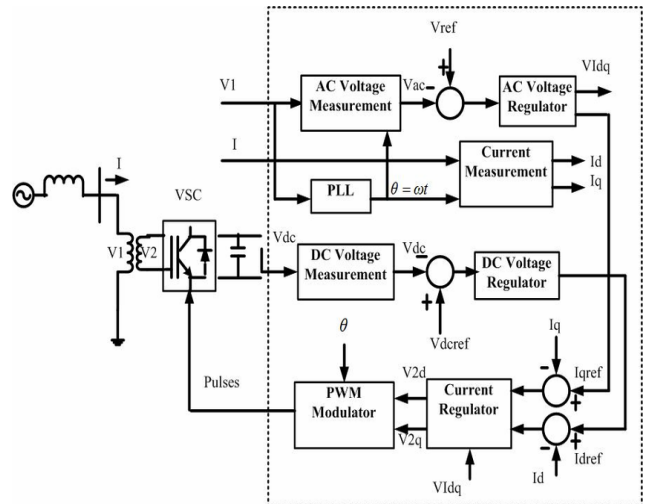 Vref
V1
AC Voltage
Measurement
Vac
-
+
AC Voltage
Regulator
VIdq
I
Current
Measurement
Id
Iq
PLL
θ = ωt
I
VSC
V1
V2
Vdc
DC Voltage
Measurement
Vdc
-
+
DC Voltage
Regulator
Vdcref
θ
Iq
-
+
Iqref
Pulses
PWM
Modulator
V2d
V2q
Current
Regulator
-
+
Idref
VIdq
Id